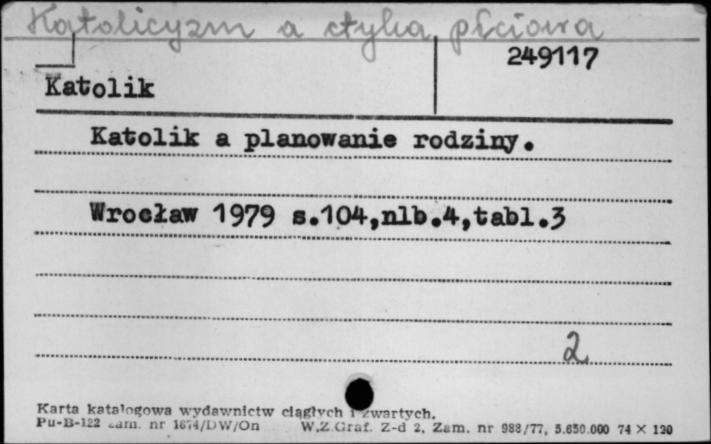 Katolicyzm a etyka płciowa
249117
Katolik
Katolik a planowanie rodziny.
Wrocław 1979 s.104,nlb.4,tabl.3
2
Karta katalogowa wydawnictw ciągłych i zwartych.
Pu-B-122 zam. nr 1674/DW/On W.Z.Graf. Z-d 2, Zam. nr 988/77, 5.650.000 74 × 120